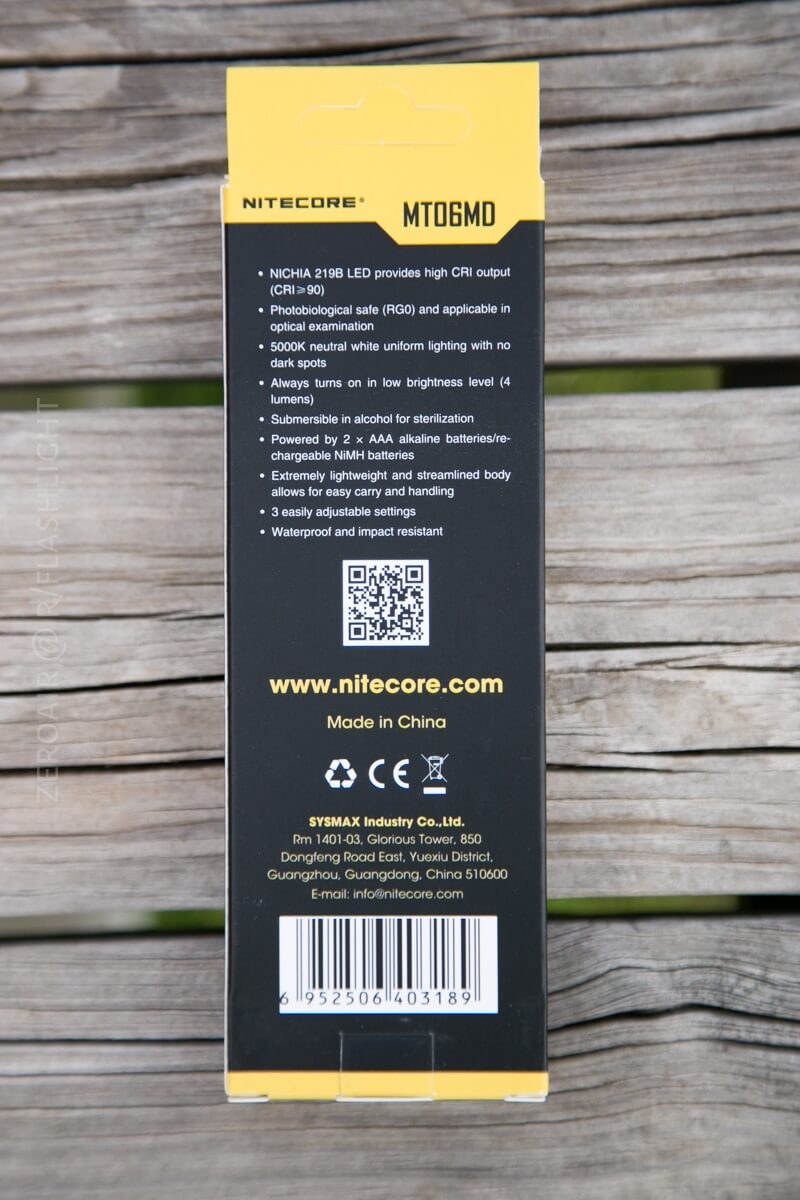 NITECORE®
MT06MD
• NICHIA 219B LED provides high CRI output
(CRI≥90)
• Photobiological safe (RG0) and applicable in
optical examination
• 5000K neutral white uniform lighting with no
dark spots
• Always turns on in low brightness level (4
lumens)
• Submersible in alcohol for sterilization
• Powered by 2 × AAA alkaline batteries/re-
chargeable NiMH batteries
• Extremely lightweight and streamlined body
allows for easy carry and handling
• 3 easily adjustable settings
• Waterproof and impact resistant
www.nitecore.com
Made in China
CE
SYSMAX Industry Co.,Ltd.
Rm 1401-03, Glorious Tower, 850
Dongfeng Road East, Yuexiu District,
Guangzhou, Guangdong, China 510600
E-mail: info@nitecore.com
6 952506 403189
ZEROAR @ R/FLASHLIGHT